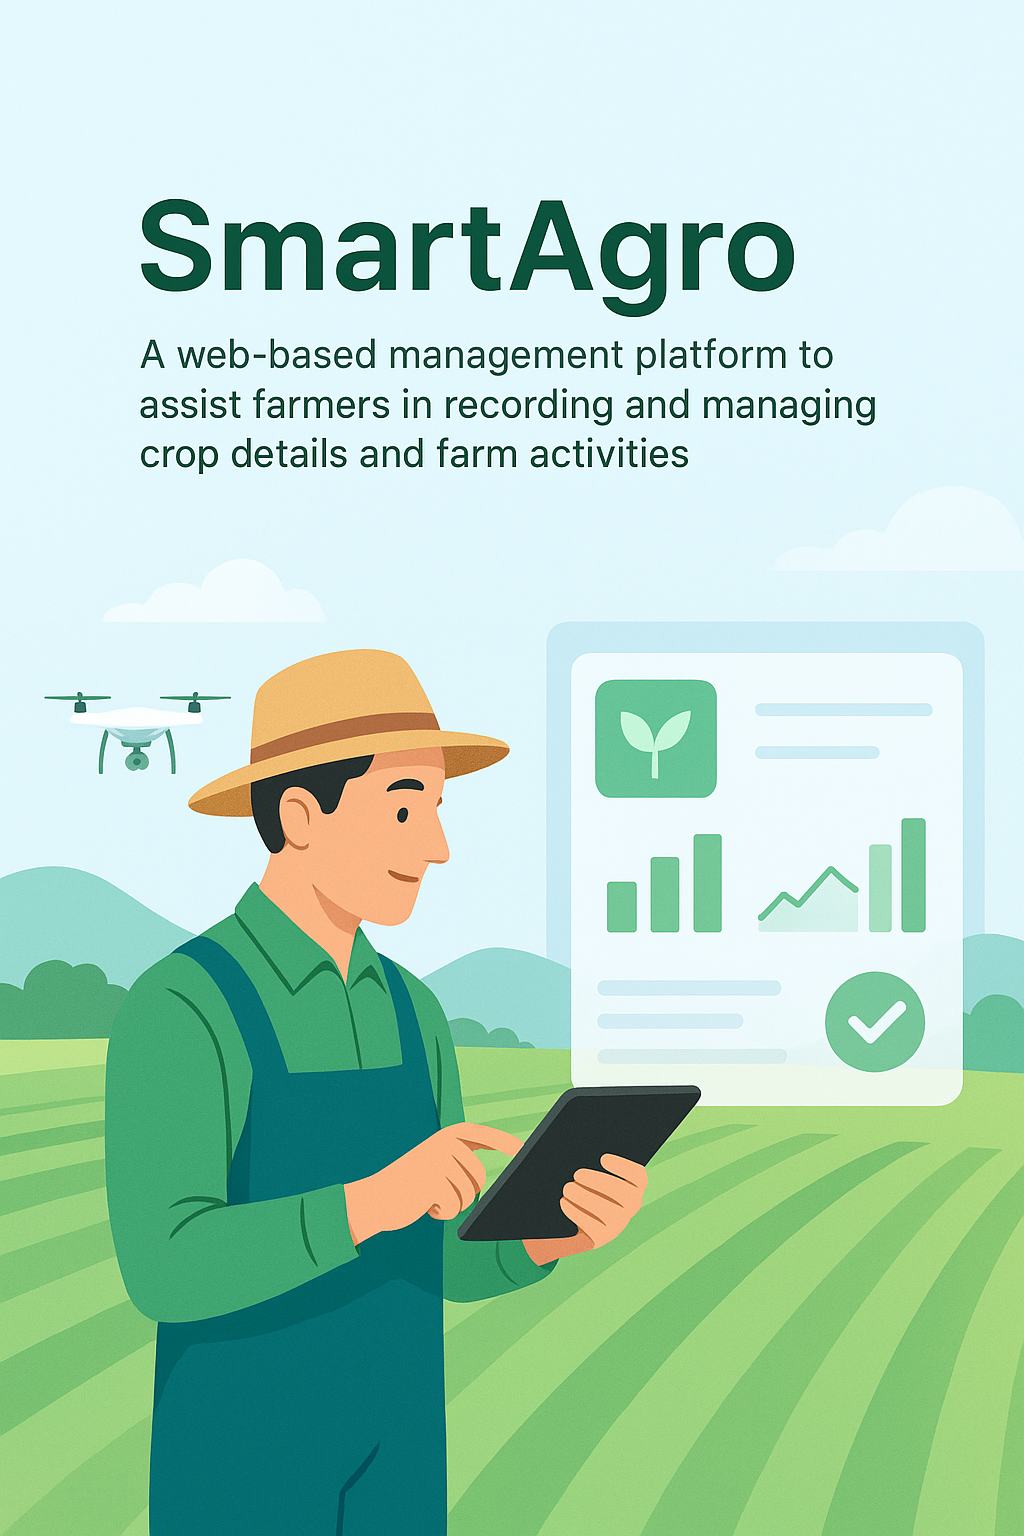 SmartAgro
A web-based management platform to
assist farmers in recording and managing
crop details and farm activities